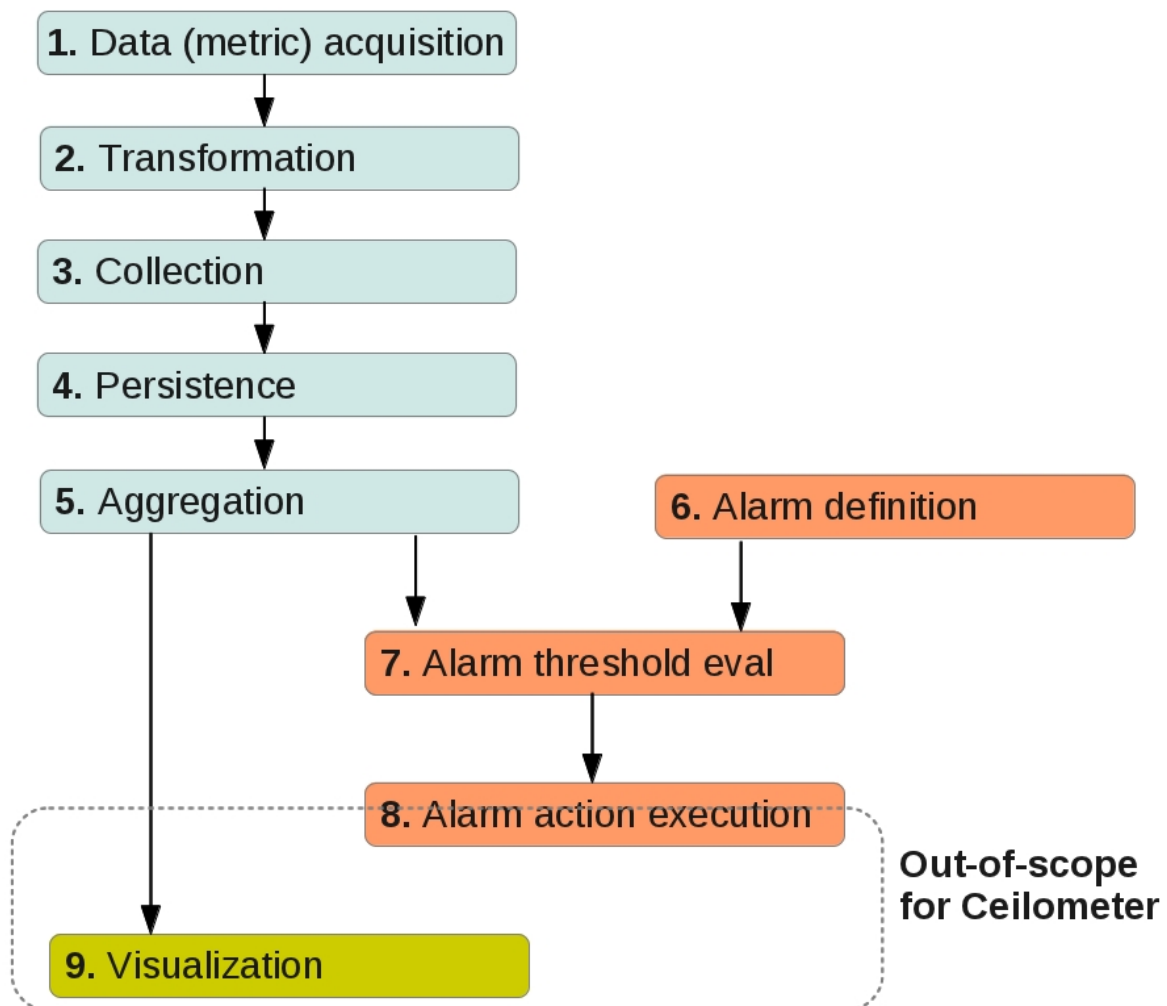 1. Data (metric) acquisition
2. Transformation
3. Collection
4. Persistence
5. Aggregation
6. Alarm definition
7. Alarm threshold eval
8. Alarm action execution
Out-of-scope
for Ceilometer
9. Visualization